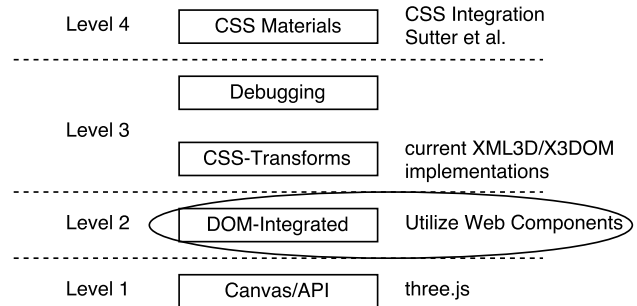 Level 4
CSS Materials
CSS Integration
Sutter et al.
Debugging
Level 3
CSS-Transforms
current XML3D/X3DOM
implementations
Level 2
DOM-Integrated
Utilize Web Components
Level 1
Canvas/API
three.js